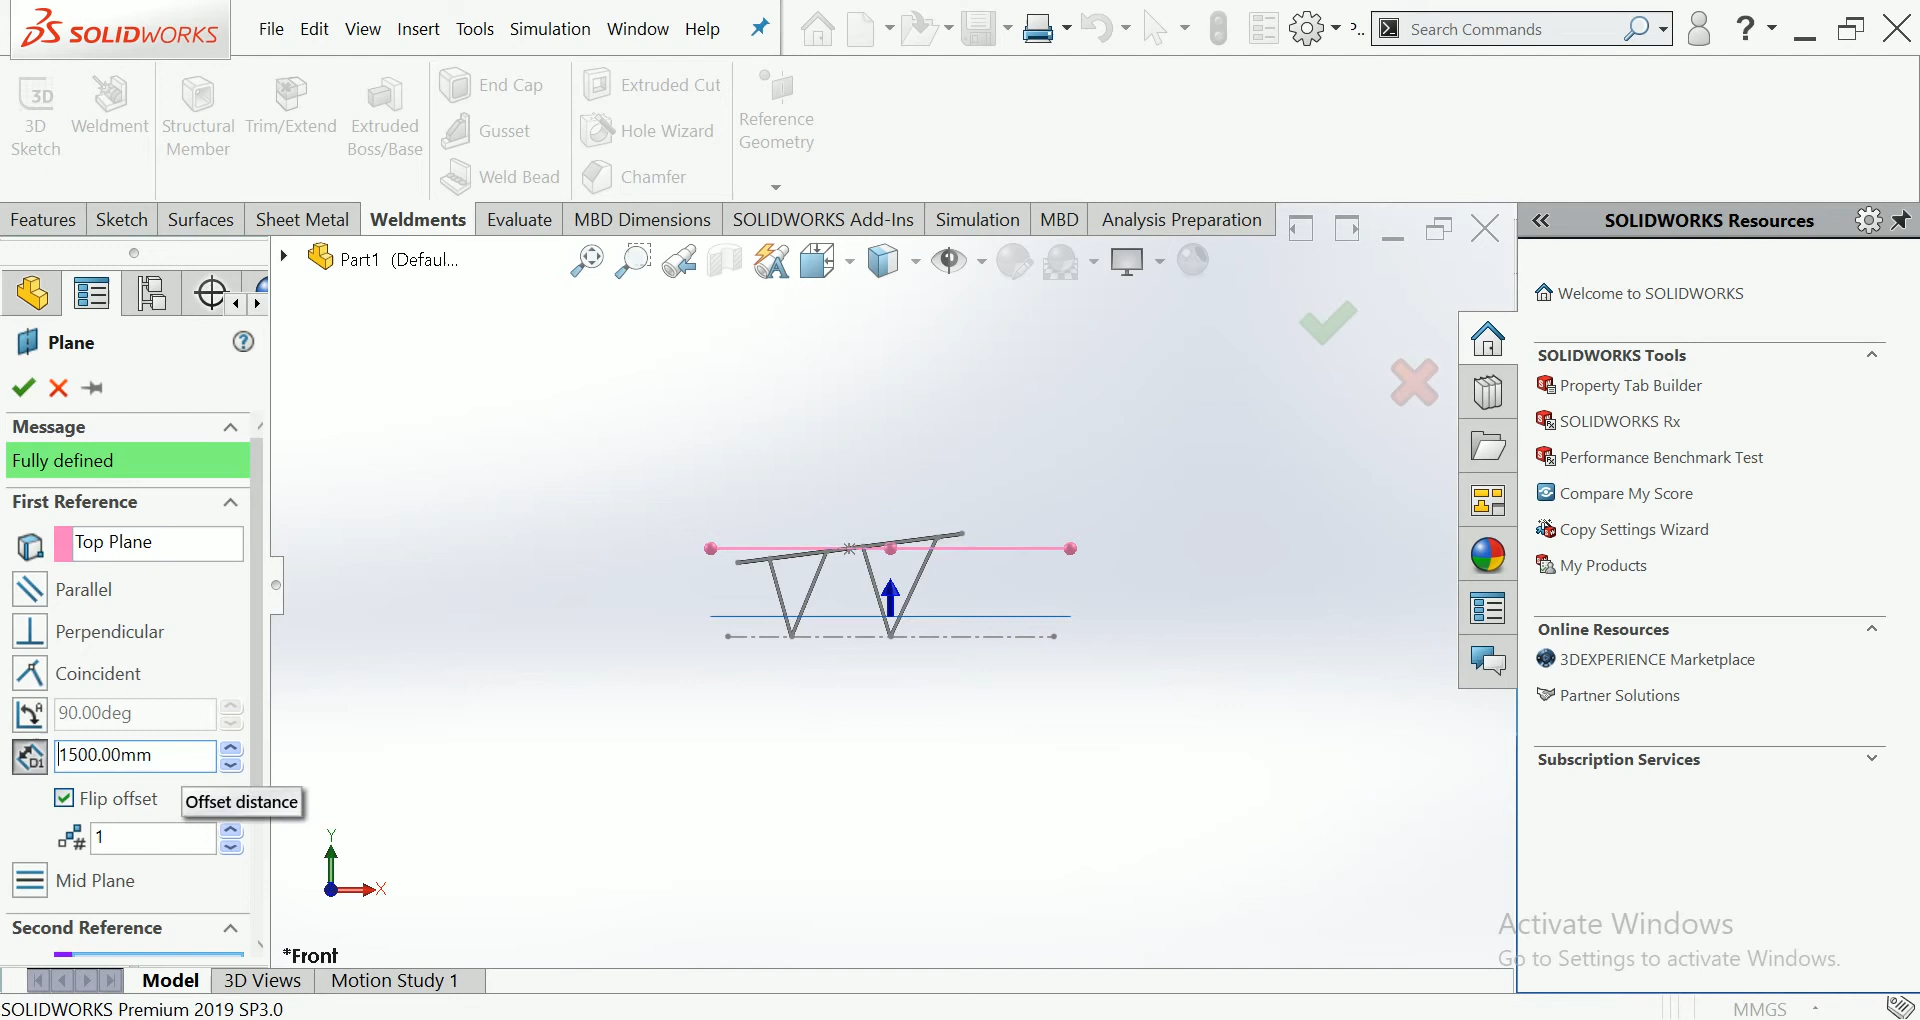 SOLIDWORKS
File Edit View Insert Tools Simulation Window Help
P..
Search Commands
?
3D Sketch
Weldment
Structural Member
Trim/Extend
Extruded Boss/Base
End Cap
Gusset
Weld Bead
Extruded Cut
Hole Wizard
Chamfer
Reference Geometry
Features Sketch Surfaces Sheet Metal Weldments Evaluate MBD Dimensions SOLIDWORKS Add-Ins Simulation MBD Analysis Preparation
SOLIDWORKS Resources
Part1 (Defaul...
Plane
Message
Fully defined
First Reference
Top Plane
Parallel
Perpendicular
Coincident
90.00deg
D1
1500.00mm
Flip offset
Offset distance
# 1
Mid Plane
Second Reference
Y
X
*Front
Welcome to SOLIDWORKS
SOLIDWORKS Tools
Property Tab Builder
SOLIDWORKS Rx
Performance Benchmark Test
Compare My Score
Copy Settings Wizard
My Products
Online Resources
3DEXPERIENCE Marketplace
Partner Solutions
Subscription Services
Activate Windows
Go to Settings to activate Windows.
Model 3D Views Motion Study 1
SOLIDWORKS Premium 2019 SP3.0
MMGS